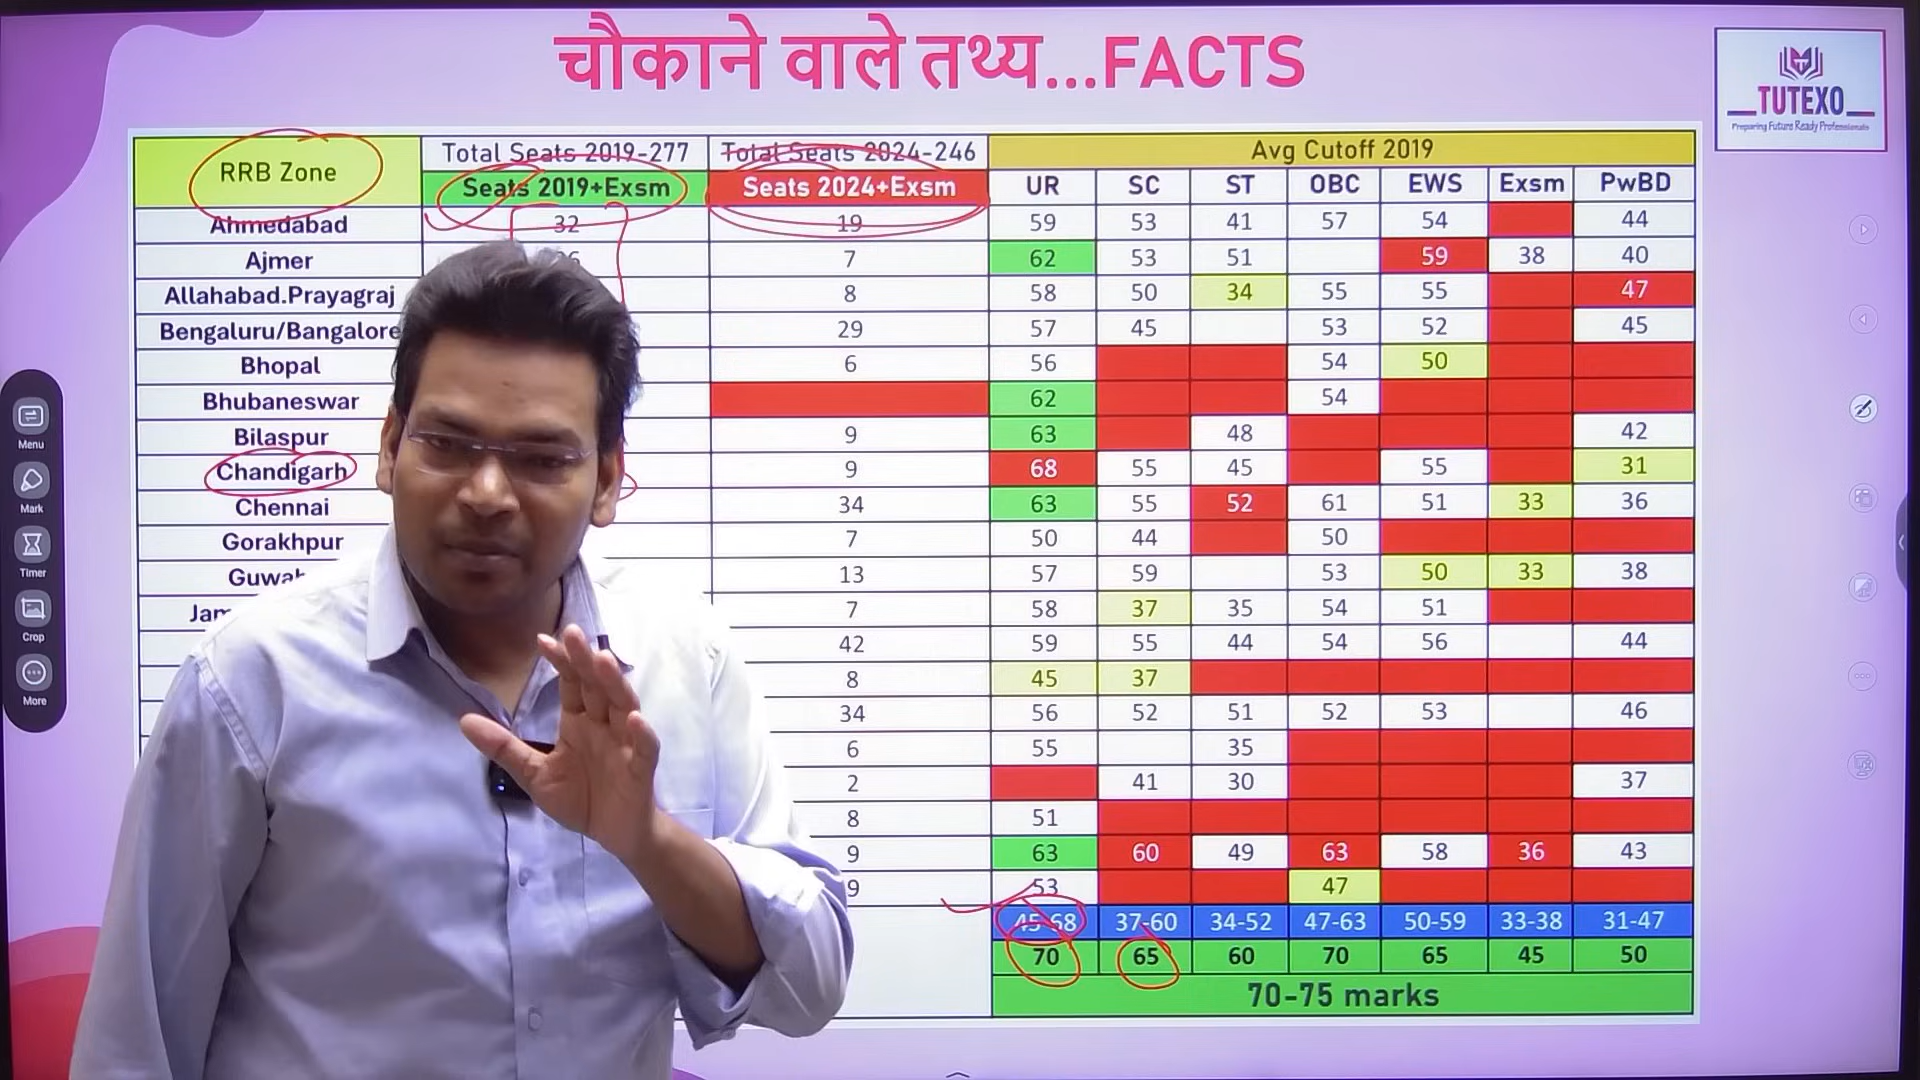 चौकाने वाले तथ्य...FACTS
TUTEXO
Preparing Future Ready Professionals
RRB Zone Total Seats 2019-277 Total Seats 2024-246 Avg Cutoff 2019
Seats 2019+Exsm Seats 2024+Exsm UR SC ST OBC EWS Exsm PwBD
Ahmedabad 32 19 59 53 41 57 54 44
Ajmer 7 62 53 51 59 38 40
Allahabad.Prayagraj 8 58 50 34 55 55 47
Bengaluru/Bangalore 29 57 45 53 52 45
Bhopal 6 56 54 50
Bhubaneswar 62 54
Bilaspur 9 63 48 42
Chandigarh 9 68 55 45 55 31
Chennai 34 63 55 52 61 51 33 36
Gorakhpur 7 50 44 50
13 57 59 53 50 33 38
7 58 37 35 54 51
42 59 55 44 54 56 44
8 45 37
34 56 52 51 52 53 46
6 55 35
2 41 30 37
8 51
9 63 60 49 63 58 36 43
9 53 47
45-68 37-60 34-52 47-63 50-59 33-38 31-47
70 65 60 70 65 45 50
70-75 marks
Menu
Mark
Timer
Crop
More